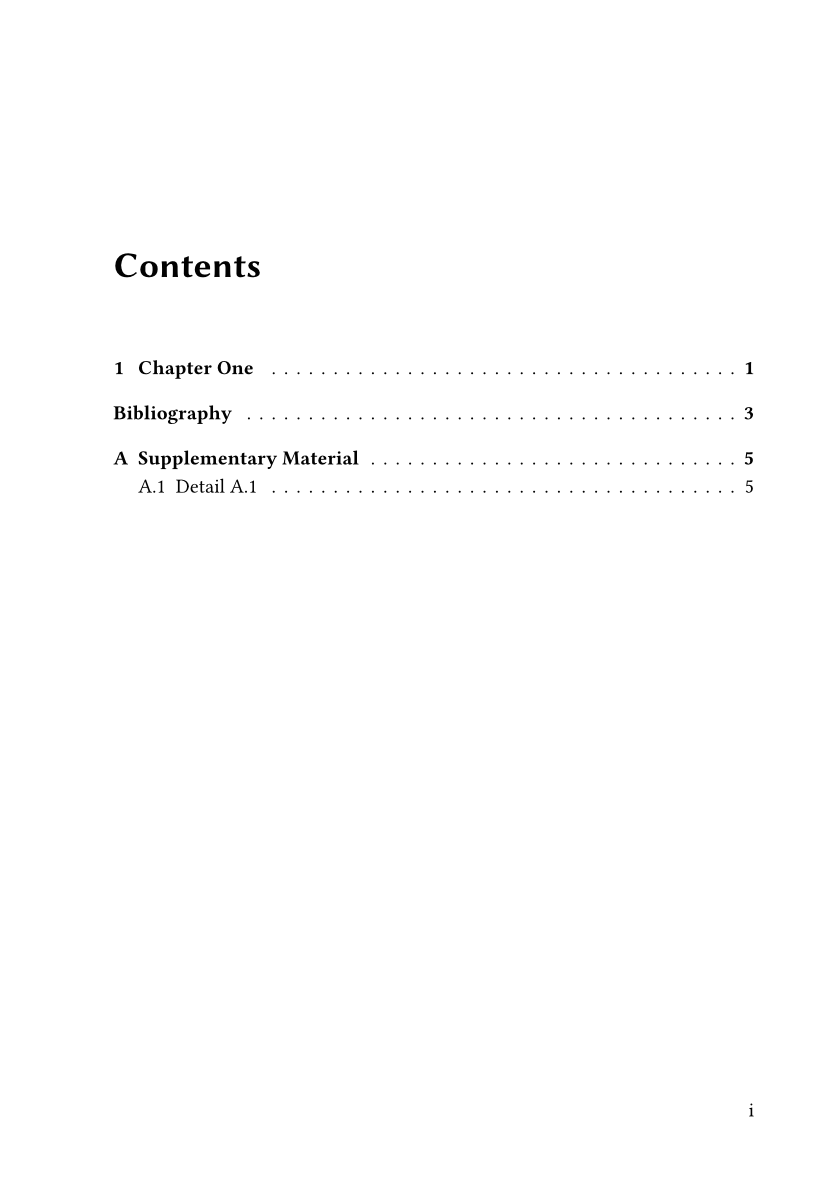 Contents
1 Chapter One . . . . . . . . . . . . . . . . . . . . . . . . . . . . . . . . . . . . . . 1
Bibliography . . . . . . . . . . . . . . . . . . . . . . . . . . . . . . . . . . . . . . . . 3
A Supplementary Material . . . . . . . . . . . . . . . . . . . . . . . . . . . . . . 5
A.1 Detail A.1 . . . . . . . . . . . . . . . . . . . . . . . . . . . . . . . . . . . . . . 5
i